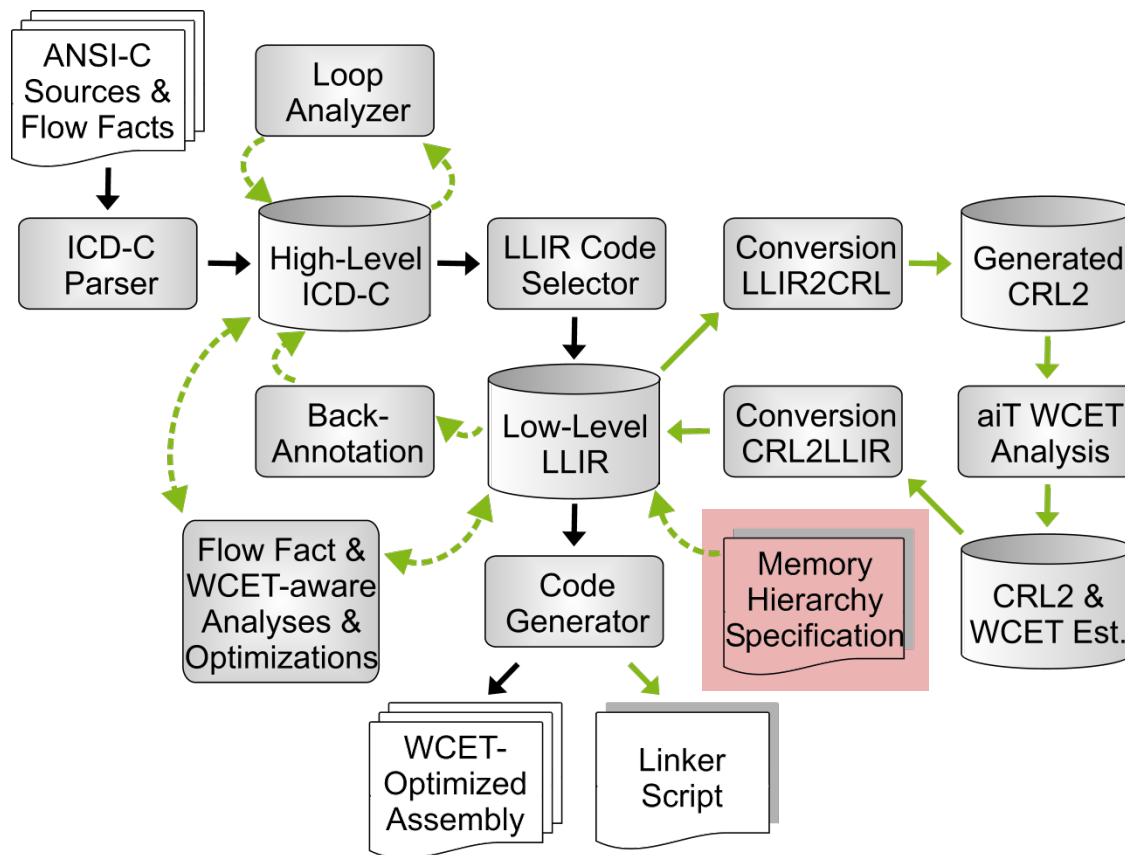 ANSI-C
Sources &
Flow Facts
Loop
Analyzer
ICD-C
Parser
High-Level
ICD-C
LLIR Code
Selector
Conversion
LLIR2CRL
Generated
CRL2
Back-
Annotation
Low-Level
LLIR
Conversion
CRL2LLIR
aiT WCET
Analysis
Flow Fact &
WCET-aware
Analyses &
Optimizations
Code
Generator
Memory
Hierarchy
Specification
CRL2 &
WCET Est.
WCET-
Optimized
Assembly
Linker
Script